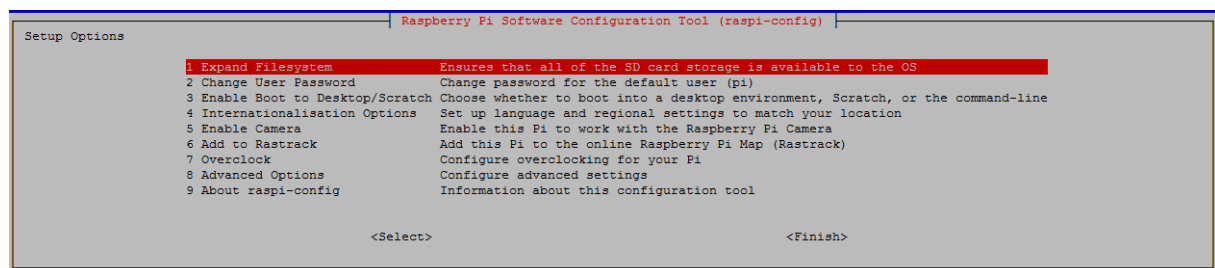 Raspberry Pi Software Configuration Tool (raspi-config)
Setup Options
1 Expand Filesystem Ensures that all of the SD card storage is available to the OS
2 Change User Password Change password for the default user (pi)
3 Enable Boot to Desktop/Scratch Choose whether to boot into a desktop environment, Scratch, or the command-line
4 Internationalisation Options Set up language and regional settings to match your location
5 Enable Camera Enable this Pi to work with the Raspberry Pi Camera
6 Add to Rastrack Add this Pi to the online Raspberry Pi Map (Rastrack)
7 Overclock Configure overclocking for your Pi
8 Advanced Options Configure advanced settings
9 About raspi-config Information about this configuration tool
<Select> <Finish>